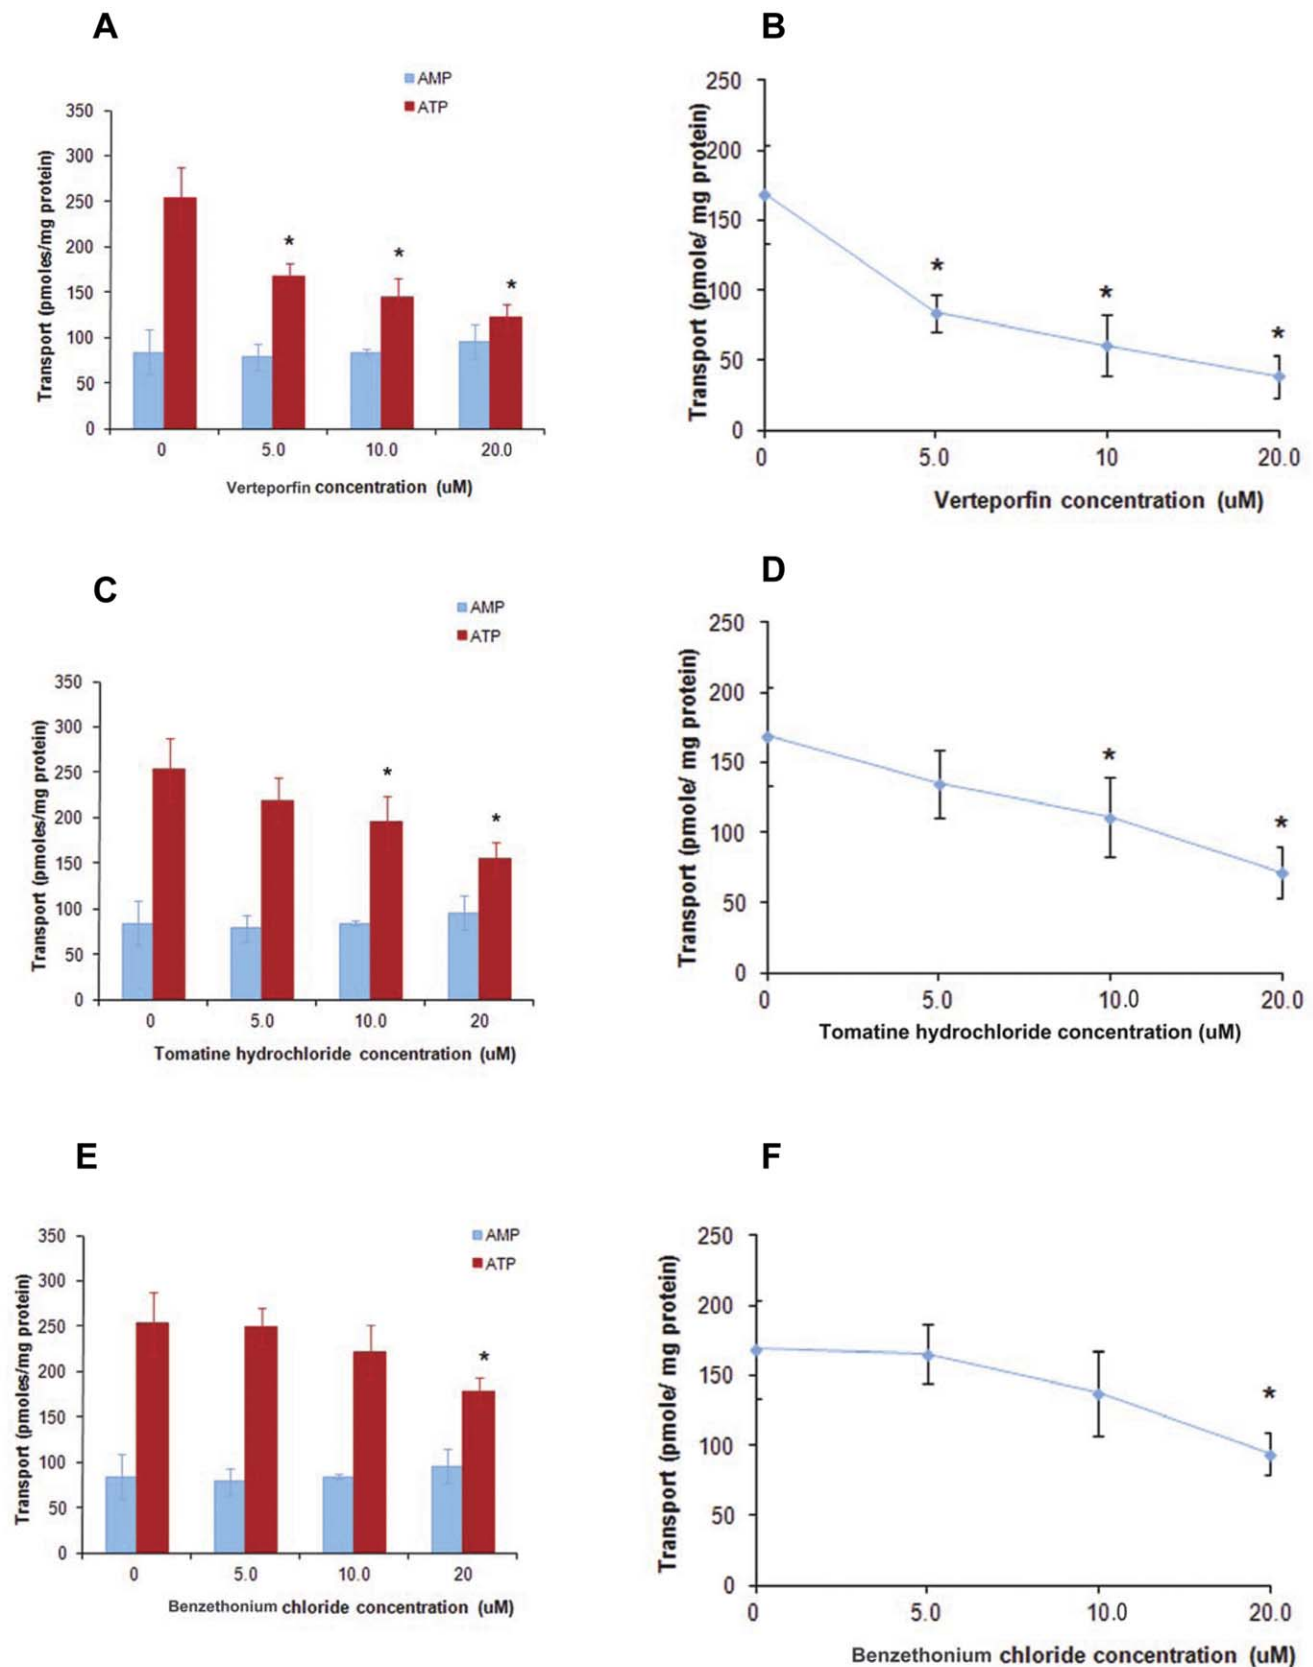 A
AMP
ATP
350
300
250
200
150
100
50
0
Transport (pmoles/mg protein)
*
*
*
0 5.0 10.0 20.0
Verteporfin concentration (uM)
B
250
200
150
100
50
0
Transport (pmole/ mg protein)
*
*
*
0 5.0 10 20.0
Verteporfin concentration (uM)
C
AMP
ATP
350
300
250
200
150
100
50
0
Transport (pmoles/mg protein)
*
*
0 5.0 10.0 20
Tomatine hydrochloride concentration (uM)
D
250
200
150
100
50
0
Transport (pmole/ mg protein)
*
*
0 5.0 10.0 20.0
Tomatine hydrochloride concentration (uM)
E
AMP
ATP
350
300
250
200
150
100
50
0
Transport (pmoles/mg protein)
*
0 5.0 10.0 20
Benzethonium chloride concentration (uM)
F
250
200
150
100
50
0
Transport (pmole/ mg protein)
*
0 5.0 10.0 20.0
Benzethonium chloride concentration (uM)